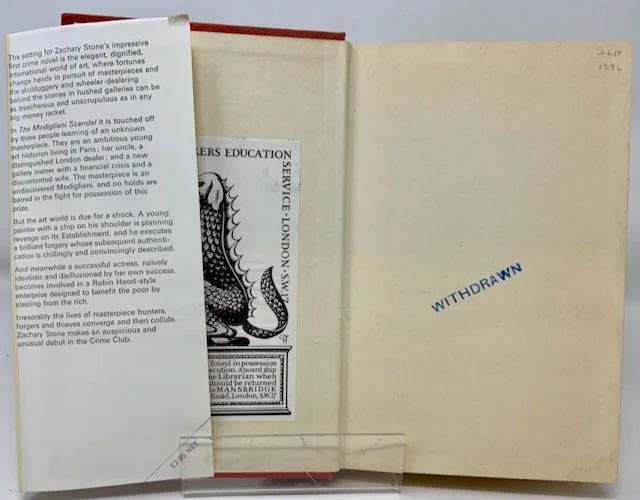 The setting for Zachary Stone's impressive
first crime novel is the elegant, dignified,
international world of art, where fortunes
change hands in pursuit of masterpieces and
the skulduggery and wheeler-dealering
behind the scenes in hushed galleries can be
as treacherous and unscrupulous as in any
big-money racket.
In The Modigliani Scandal it is touched off
by three people learning of an unknown
masterpiece. They are an ambitious young
art historian living in Paris; her uncle, a
distinguished London dealer; and a new
gallery owner with a financial crisis and a
discontented wife. The masterpiece is an
undiscovered Modigliani, and no holds are
barred in the fight for possession of this
prize.
But the art world is due for a shock. A young
painter with a chip on his shoulder is planning
revenge on its Establishment, and he executes
a brilliant forgery whose subsequent authenti-
cation is chillingly and convincingly described.
And meanwhile a successful actress, naively
idealistic and disillusioned by her own success,
becomes involved in a Robin Hood-style
enterprise designed to benefit the poor by
stealing from the rich.
Inexorably the lives of masterpiece hunters,
forgers and thieves converge and then collide.
Zachary Stone makes an auspicious and
unusual debut in the Crime Club.
£2.95 NET
RERS EDUCATION
SERVICE · LONDON · S.W.17
found in possession
ecution. Aboard ship
he Librarian when
should be returned
to MANSBRIDGE
Road, London, S.W.17
1294
WITHDRAWN